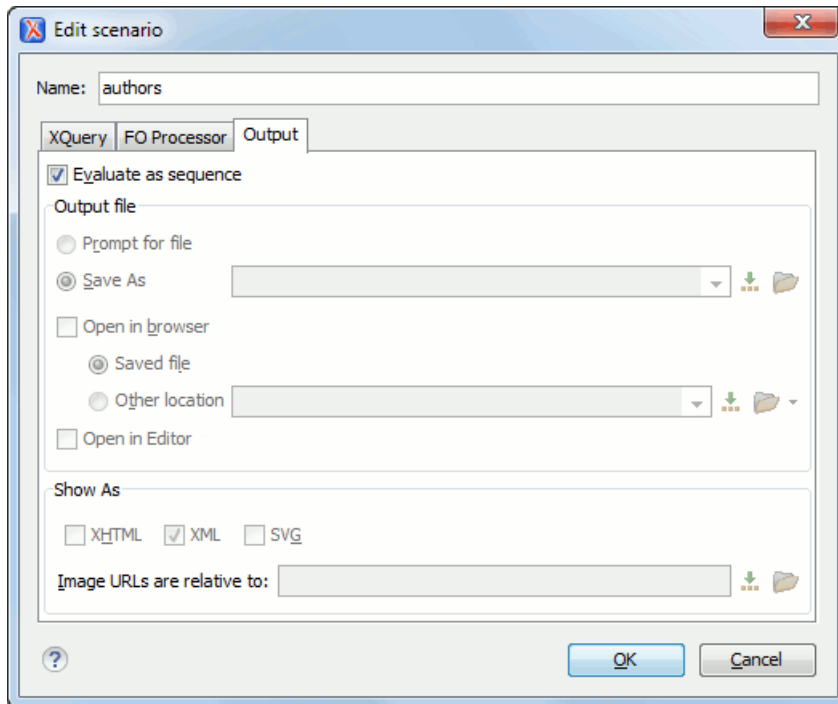 Edit scenario
Name: authors
XQuery FO Processor Output
Evaluate as sequence
Output file
Prompt for file
Save As
Open in browser
Saved file
Other location
Open in Editor
Show As
XHTML XML SVG
Image URLs are relative to:
? OK Cancel